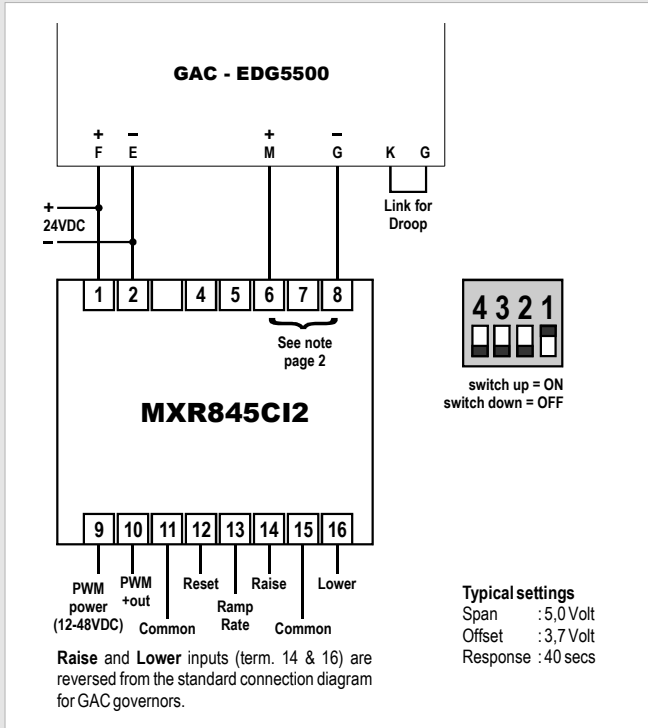 GAC - EDG5500
+ − + −
F E M G K G
Link for
Droop
+
24VDC
−
1 2 4 5 6 7 8
See note
page 2
4 3 2 1
switch up = ON
switch down = OFF
MXR845CI2
9 10 11 12 13 14 15 16
PWM
power
(12-48VDC)
PWM
+out
Common
Reset
Ramp
Rate
Raise
Common
Lower
Typical settings
Span : 5,0 Volt
Offset : 3,7 Volt
Response : 40 secs
Raise and Lower inputs (term. 14 & 16) are
reversed from the standard connection diagram
for GAC governors.